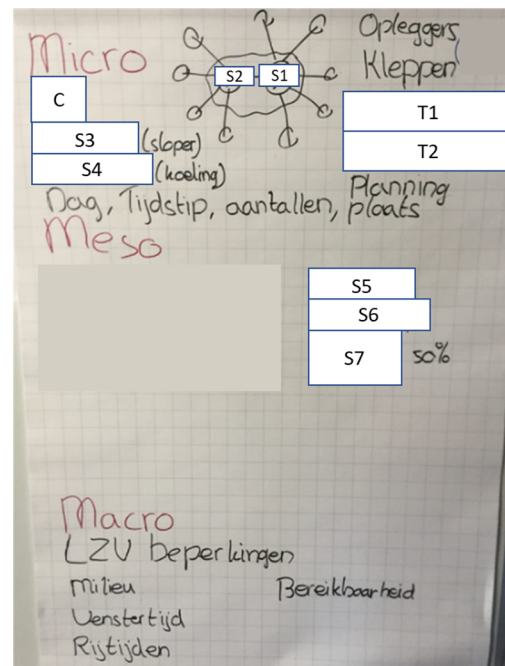 Micro
Opleggers
Kleppen
S2 S1
C
T1
S3 (sloper)
T2
S4 (koeling)
Planning
Dag, Tijdstip, aantallen, plaats
Meso
S5
S6
S7 50%
Macro
LZV beperkingen
Milieu Bereikbaarheid
Venstertijd
Rijtijden